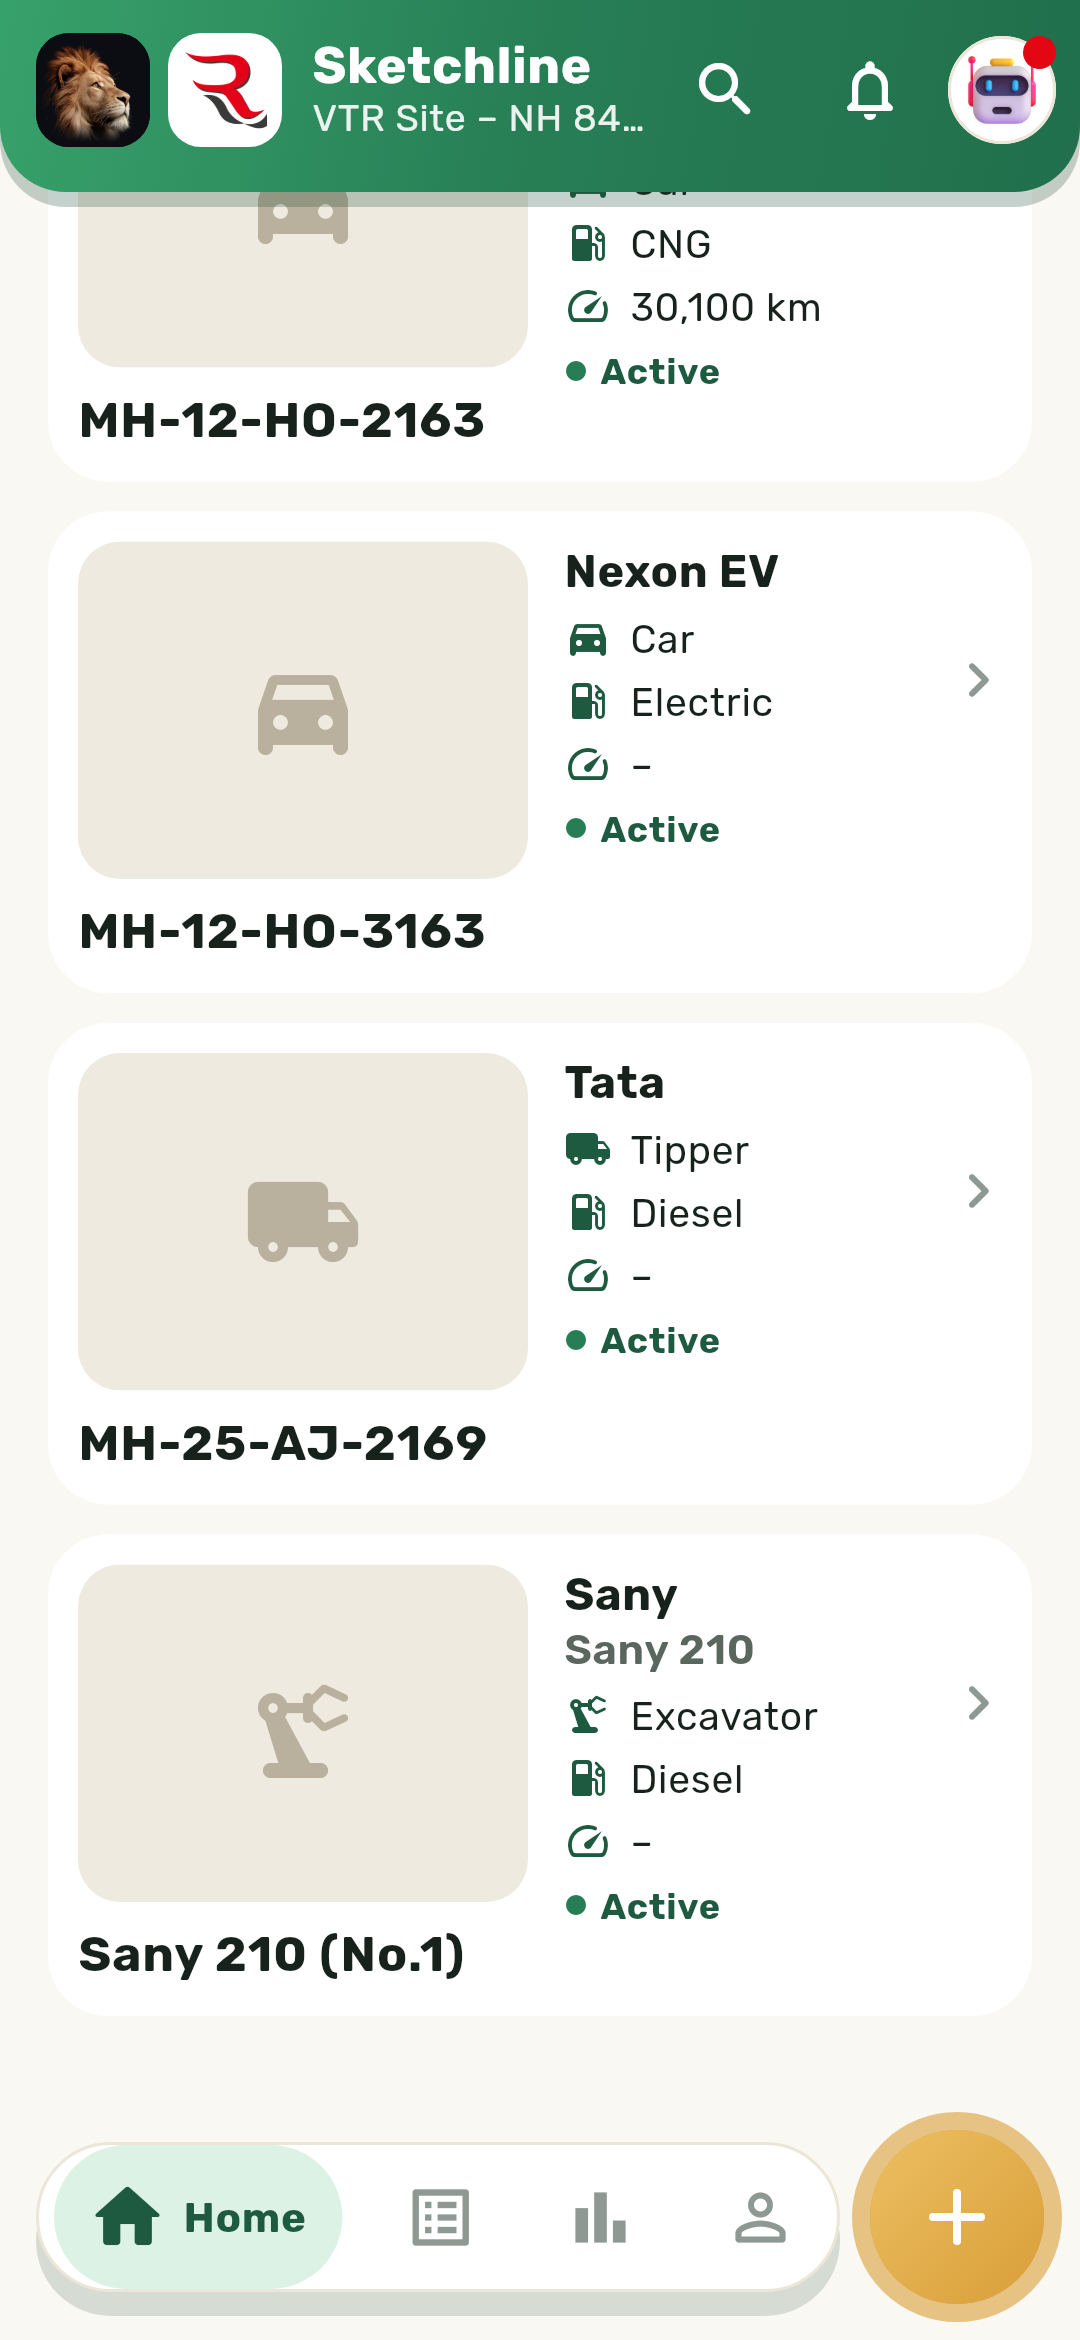 Sketchline
VTR Site – NH 84...
CNG
30,100 km
Active
MH-12-HO-2163
Nexon EV
Car
Electric
–
Active
MH-12-HO-3163
Tata
Tipper
Diesel
–
Active
MH-25-AJ-2169
Sany
Sany 210
Excavator
Diesel
–
Active
Sany 210 (No.1)
Home